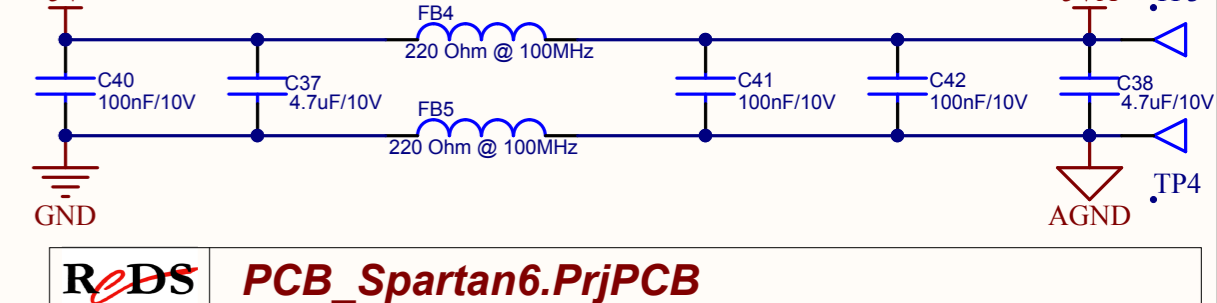 FB4
220 Ohm @ 100MHz
C40
100nF/10V
C37
4.7uF/10V
C41
100nF/10V
C42
100nF/10V
C38
4.7uF/10V
FB5
220 Ohm @ 100MHz
GND
AGND
TP4
ReDS
PCB_Spartan6.PrjPCB